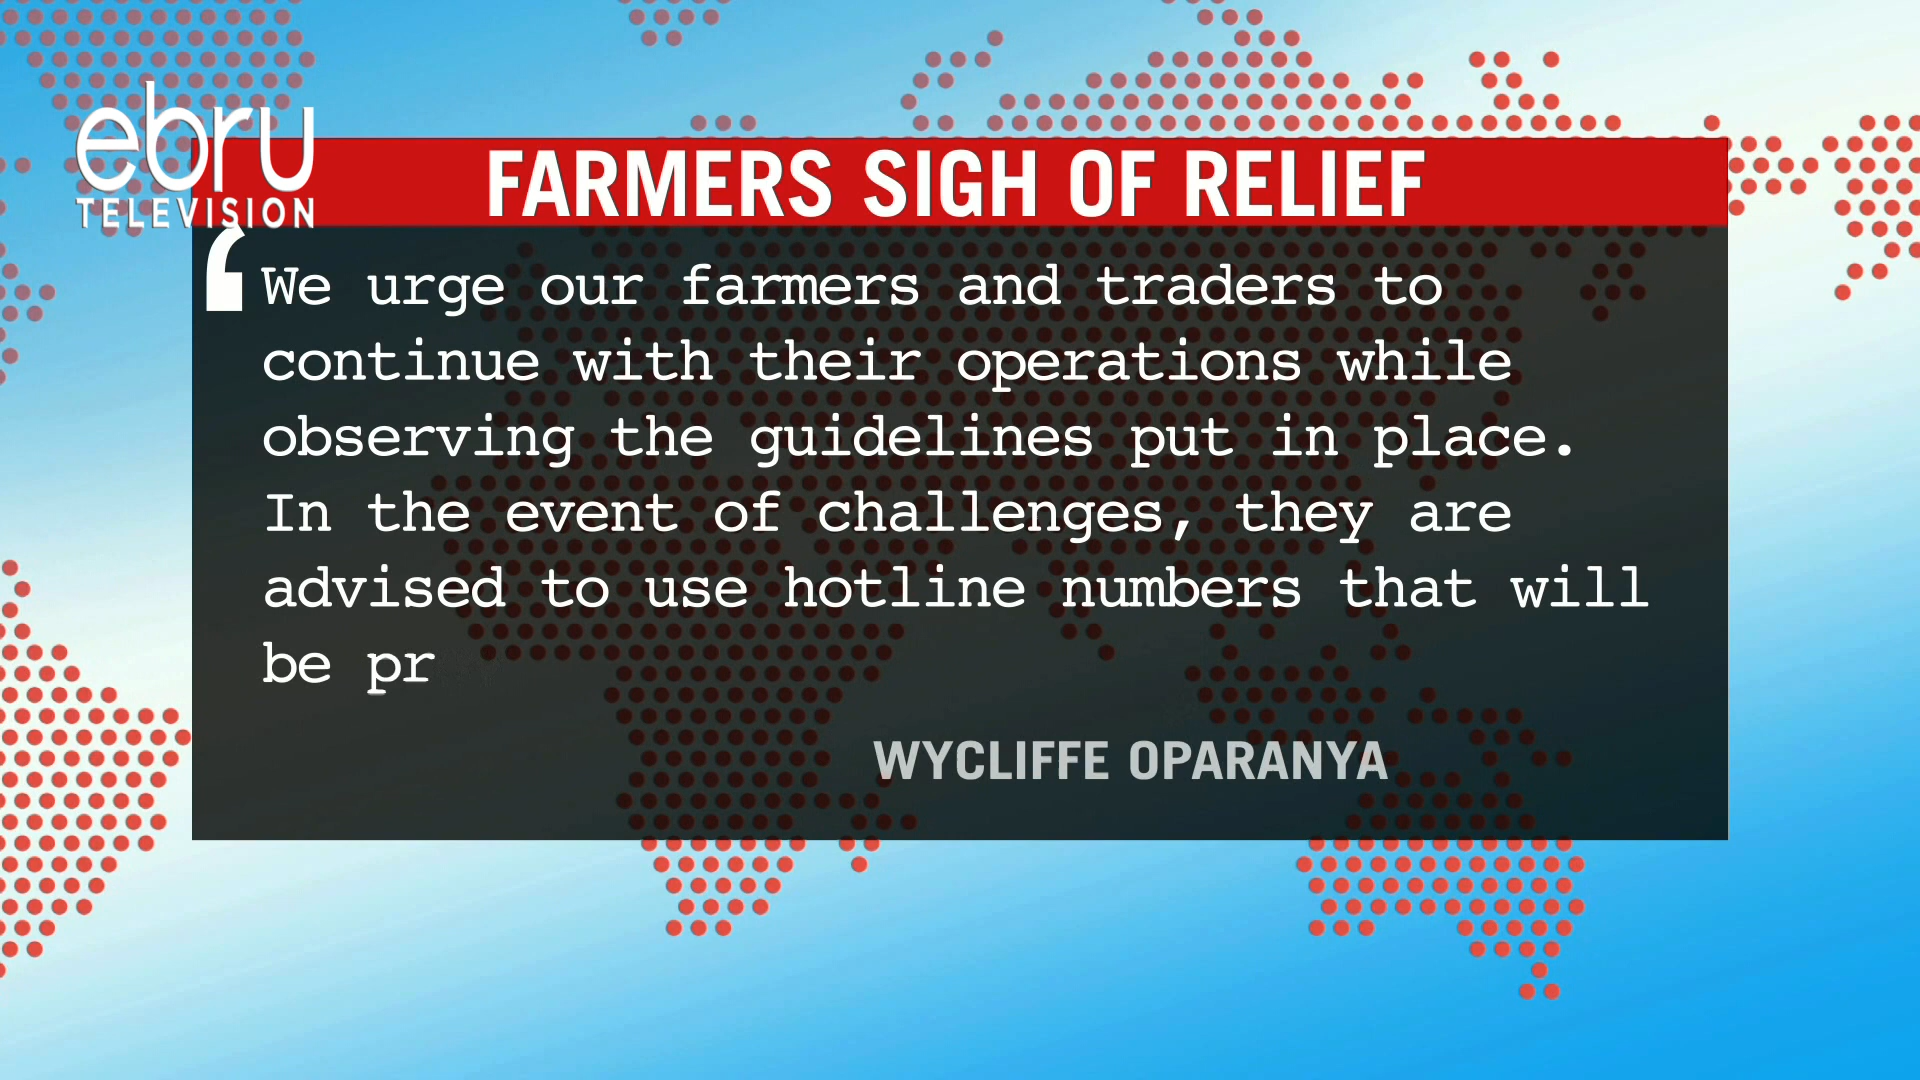 ebru
TELEVISION
FARMERS SIGH OF RELIEF
‘We urge our farmers and traders to
continue with their operations while
observing the guidelines put in place.
In the event of challenges, they are
advised to use hotline numbers that will
be pr
WYCLIFFE OPARANYA